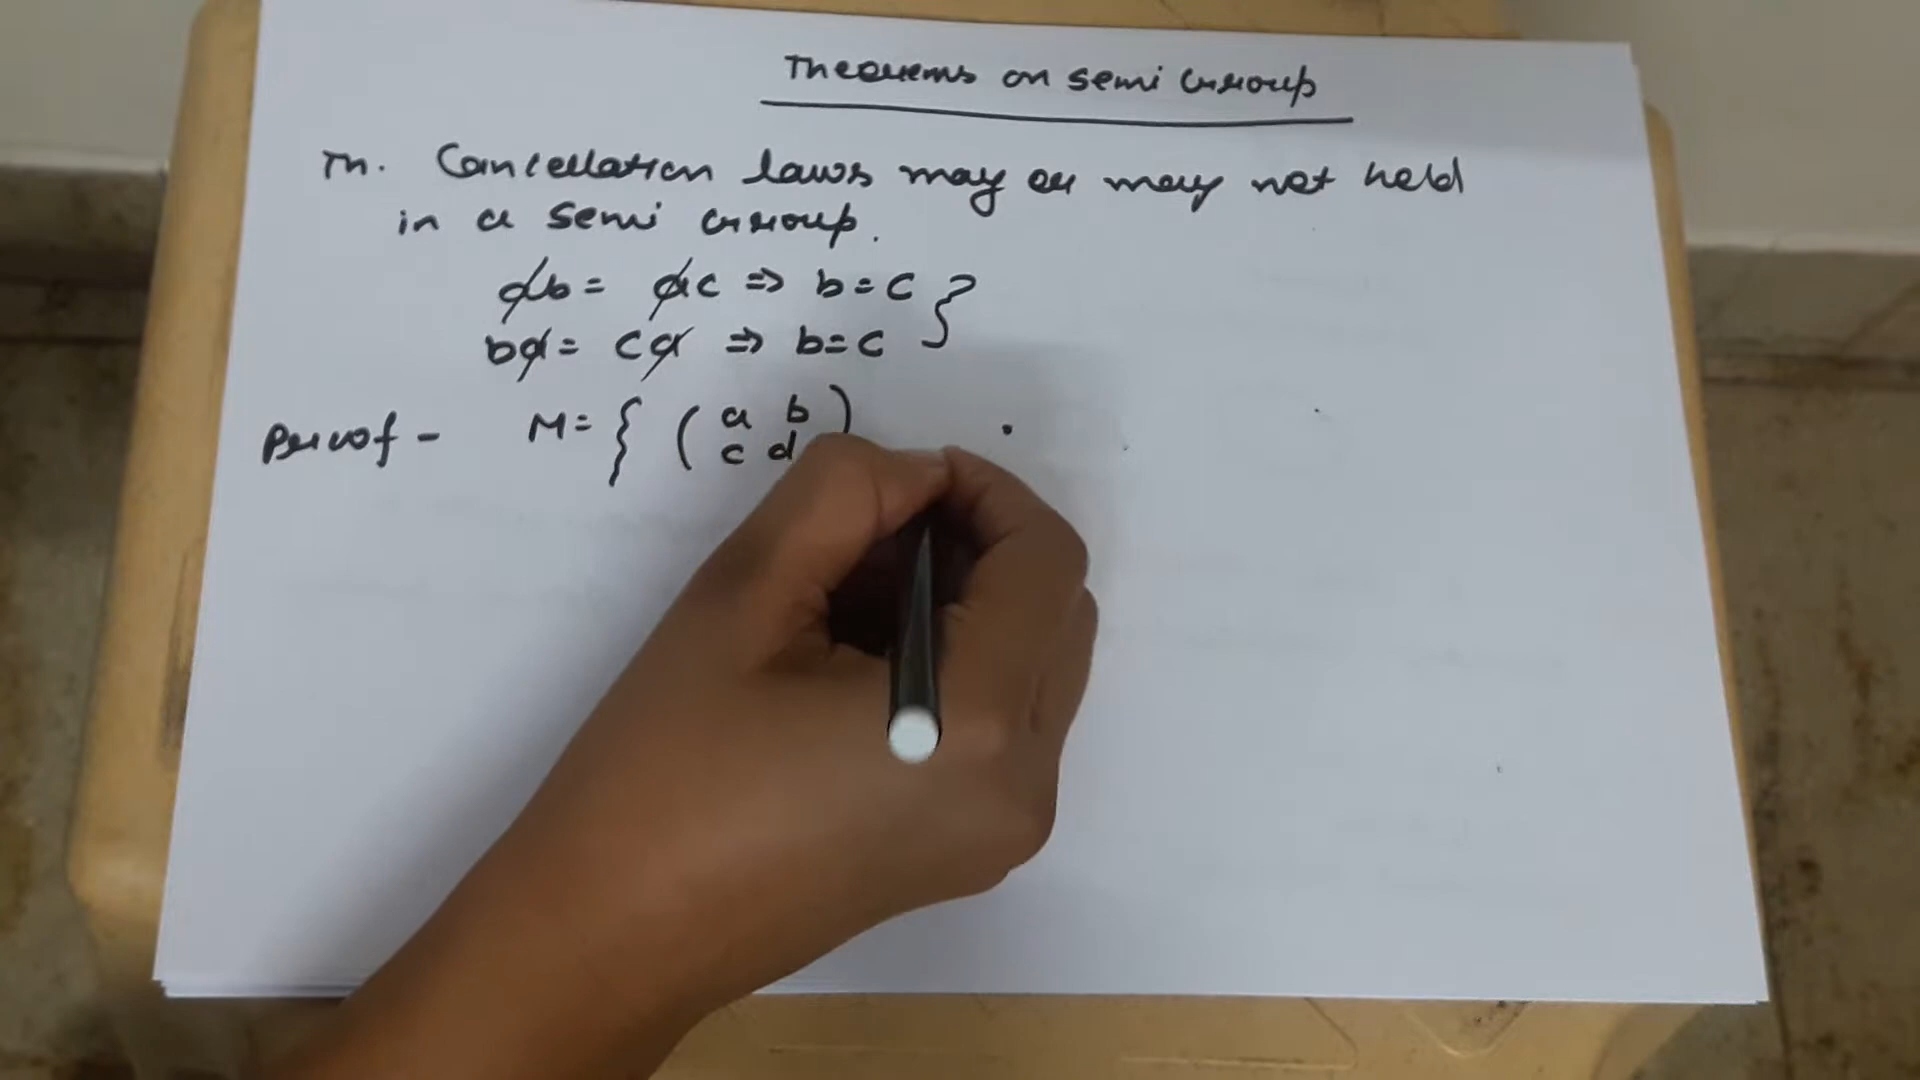 Theorems on Semi Group
Th. Cancellation laws may or may not hold
in a semi group.
ab = ac ⇒ b = c }
ba = ca ⇒ b = c
Proof - M = { ( a b )
c d